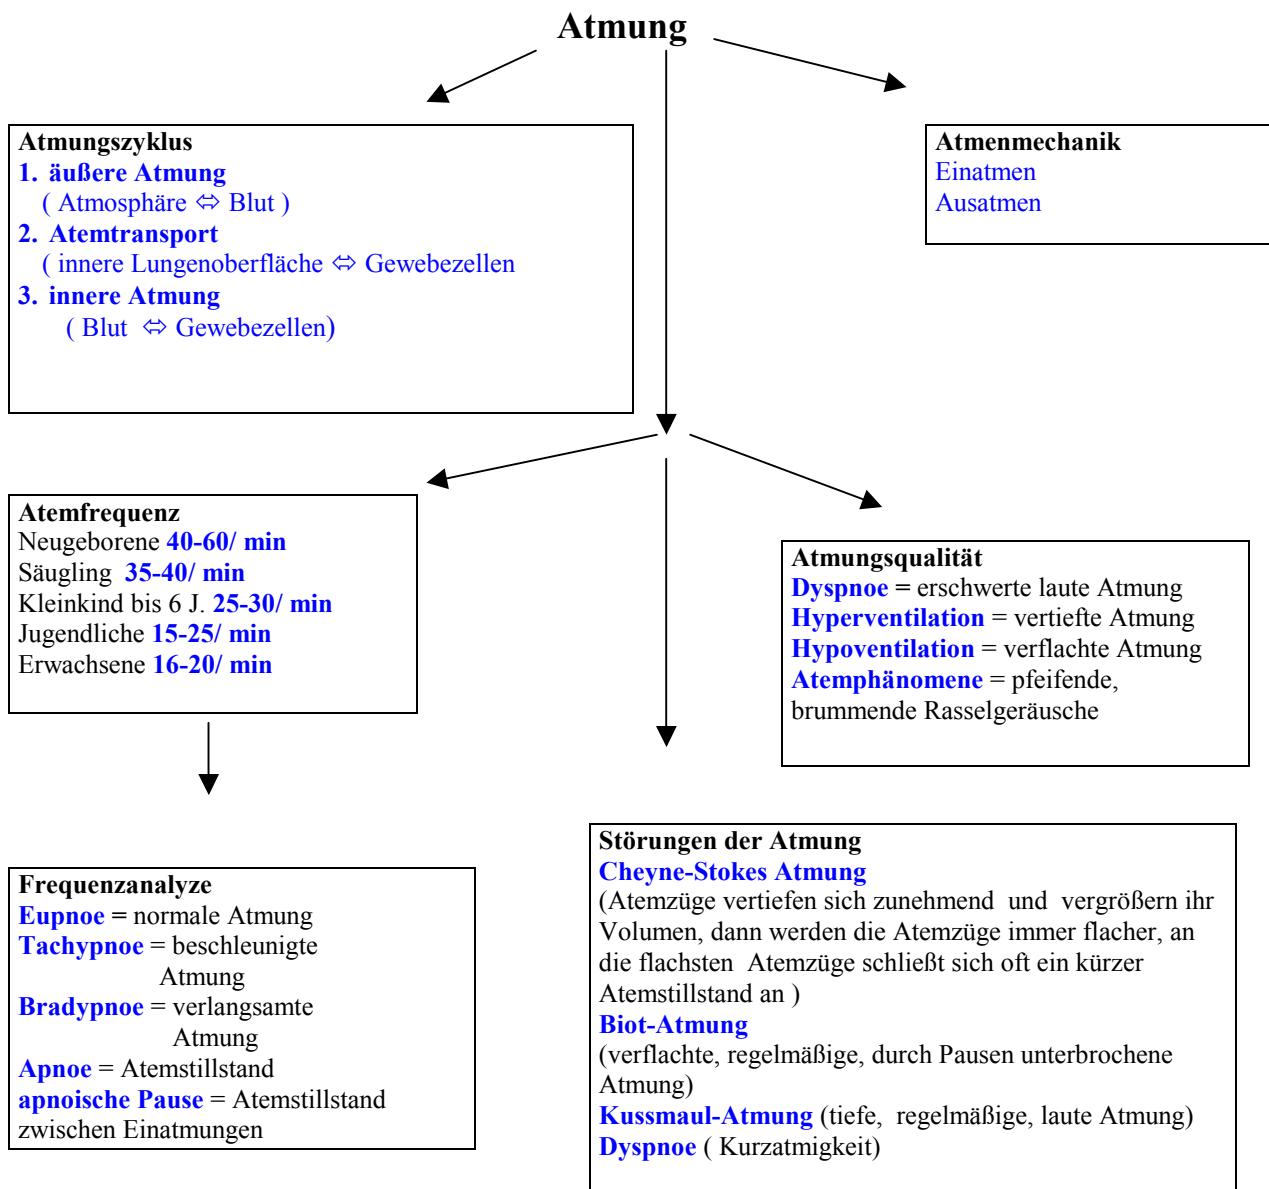 Atmung
Atmungszyklus
1. äußere Atmung
( Atmosphäre ⬄ Blut )
2. Atemtransport
( innere Lungenoberfläche ⬄ Gewebezellen
3. innere Atmung
( Blut ⬄ Gewebezellen)
Atmenmechanik
Einatmen
Ausatmen
Atemfrequenz
Neugeborene 40-60/ min
Säugling 35-40/ min
Kleinkind bis 6 J. 25-30/ min
Jugendliche 15-25/ min
Erwachsene 16-20/ min
Atmungsqualität
Dyspnoe = erschwerte laute Atmung
Hyperventilation = vertiefte Atmung
Hypoventilation = verflachte Atmung
Atemphänomene = pfeifende,
brummende Rasselgeräusche
Frequenzanalyze
Eupnoe = normale Atmung
Tachypnoe = beschleunigte
Atmung
Bradypnoe = verlangsamte
Atmung
Apnoe = Atemstillstand
apnoische Pause = Atemstillstand
zwischen Einatmungen
Störungen der Atmung
Cheyne-Stokes Atmung
(Atemzüge vertiefen sich zunehmend und vergrößern ihr
Volumen, dann werden die Atemzüge immer flacher, an
die flachsten Atemzüge schließt sich oft ein kürzer
Atemstillstand an )
Biot-Atmung
(verflachte, regelmäßige, durch Pausen unterbrochene
Atmung)
Kussmaul-Atmung (tiefe, regelmäßige, laute Atmung)
Dyspnoe ( Kurzatmigkeit)